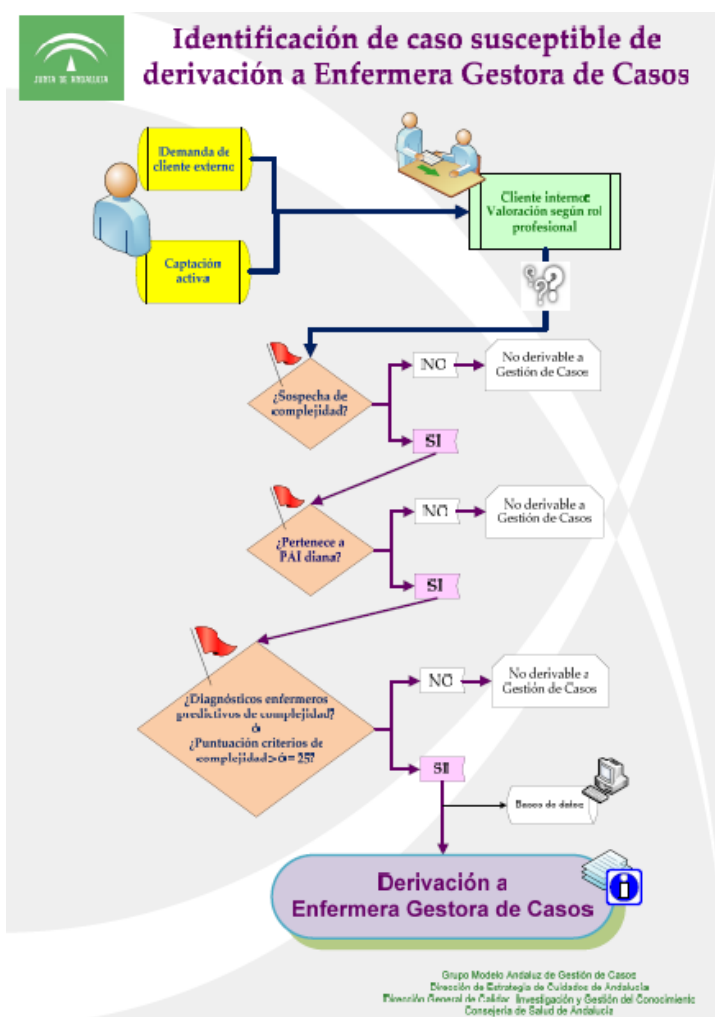 JUNTA DE ANDALUCIA
Identificación de caso susceptible de
derivación a Enfermera Gestora de Casos
Demanda de
cliente externo
Cliente interno:
Valoración según rol
profesional
Captación
activa
¿Sospecha de
complejidad?
NO
No derivable a
Gestión de Casos
SI
¿Pertenece a
PAI diana?
NO
No derivable a
Gestión de Casos
SI
¿Diagnósticos enfermeros
predictivos de complejidad?
ó
¿Puntuación criterios de
complejidad > ó = 25?
NO
No derivable a
Gestión de Casos
SI
Bases de datos
Derivación a
Enfermera Gestora de Casos
Grupo Modelo Andaluz de Gestión de Casos
Dirección de Estrategia de Cuidados de Andalucía
Dirección General de Calidad, Investigación y Gestión del Conocimiento
Consejería de Salud de Andalucía